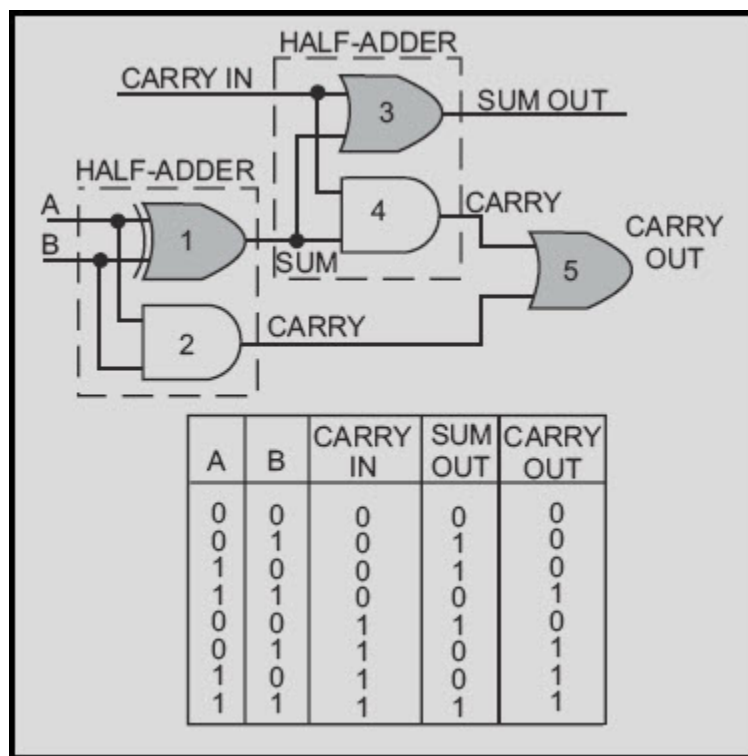 HALF-ADDER
CARRY IN
3
SUM OUT
HALF-ADDER
A
B
1
4
CARRY
CARRY
OUT
SUM
5
2
CARRY
A B CARRY IN SUM OUT CARRY OUT
0 0 0 0 0
0 1 0 1 0
1 0 0 1 0
1 1 0 0 1
0 0 1 1 0
0 1 1 0 1
1 0 1 0 1
1 1 1 1 1